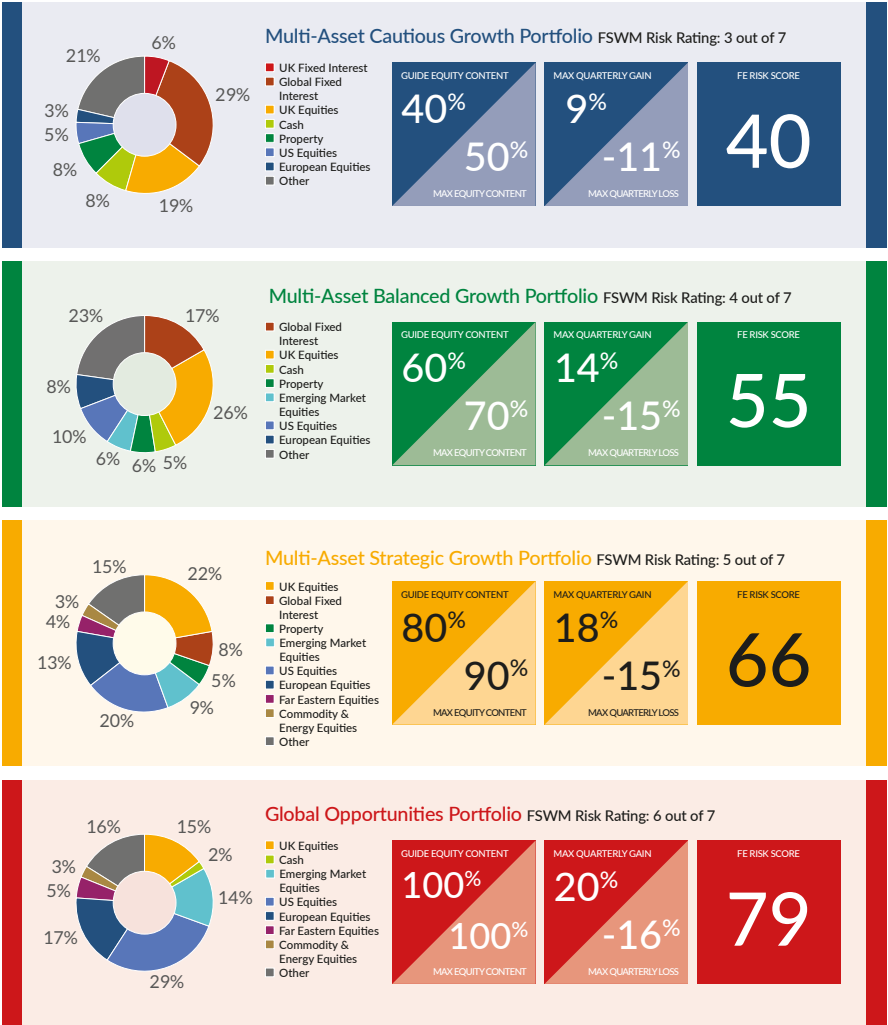 Multi-Asset Cautious Growth Portfolio FSWM Risk Rating: 3 out of 7
6%
29%
19%
8%
8%
5%
3%
21%
UK Fixed Interest
Global Fixed
Interest
UK Equities
Cash
Property
US Equities
European Equities
Other
GUIDE EQUITY CONTENT
40%
50%
MAX EQUITY CONTENT
MAX QUARTERLY GAIN
9%
-11%
MAX QUARTERLY LOSS
FE RISK SCORE
40
Multi-Asset Balanced Growth Portfolio FSWM Risk Rating: 4 out of 7
17%
26%
5%
6%
6%
10%
8%
23%
Global Fixed
Interest
UK Equities
Cash
Property
Emerging Market
Equities
US Equities
European Equities
Other
GUIDE EQUITY CONTENT
60%
70%
MAX EQUITY CONTENT
MAX QUARTERLY GAIN
14%
-15%
MAX QUARTERLY LOSS
FE RISK SCORE
55
Multi-Asset Strategic Growth Portfolio FSWM Risk Rating: 5 out of 7
22%
8%
5%
9%
20%
13%
4%
3%
15%
UK Equities
Global Fixed
Interest
Property
Emerging Market
Equities
US Equities
European Equities
Far Eastern Equities
Commodity &
Energy Equities
Other
GUIDE EQUITY CONTENT
80%
90%
MAX EQUITY CONTENT
MAX QUARTERLY GAIN
18%
-15%
MAX QUARTERLY LOSS
FE RISK SCORE
66
Global Opportunities Portfolio FSWM Risk Rating: 6 out of 7
15%
2%
14%
29%
17%
5%
3%
16%
UK Equities
Cash
Emerging Market
Equities
US Equities
European Equities
Far Eastern Equities
Commodity &
Energy Equities
Other
GUIDE EQUITY CONTENT
100%
100%
MAX EQUITY CONTENT
MAX QUARTERLY GAIN
20%
-16%
MAX QUARTERLY LOSS
FE RISK SCORE
79